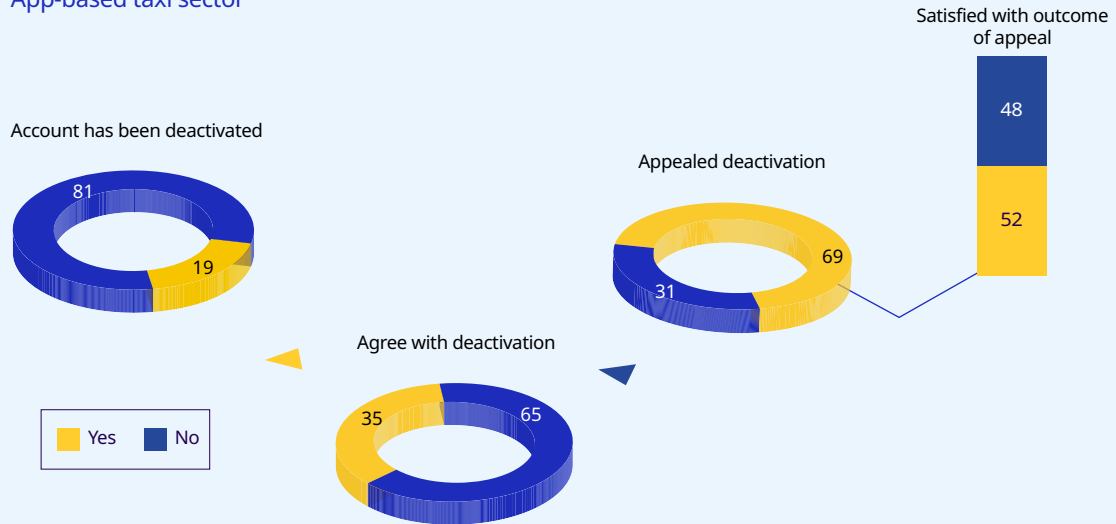 App-based taxi sector
Satisfied with outcome
of appeal
48
52
Account has been deactivated
81
19
Appealed deactivation
69
31
Agree with deactivation
35
65
Yes
No